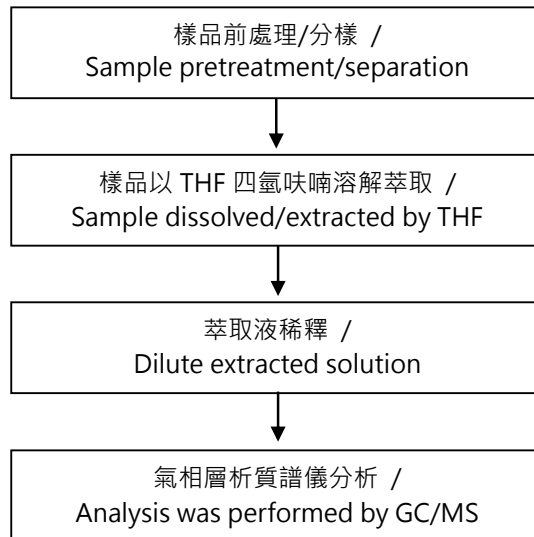 樣品前處理/分樣 /
Sample pretreatment/separation
樣品以 THF 四氫呋喃溶解萃取 /
Sample dissolved/extracted by THF
萃取液稀釋 /
Dilute extracted solution
氣相層析質譜儀分析 /
Analysis was performed by GC/MS